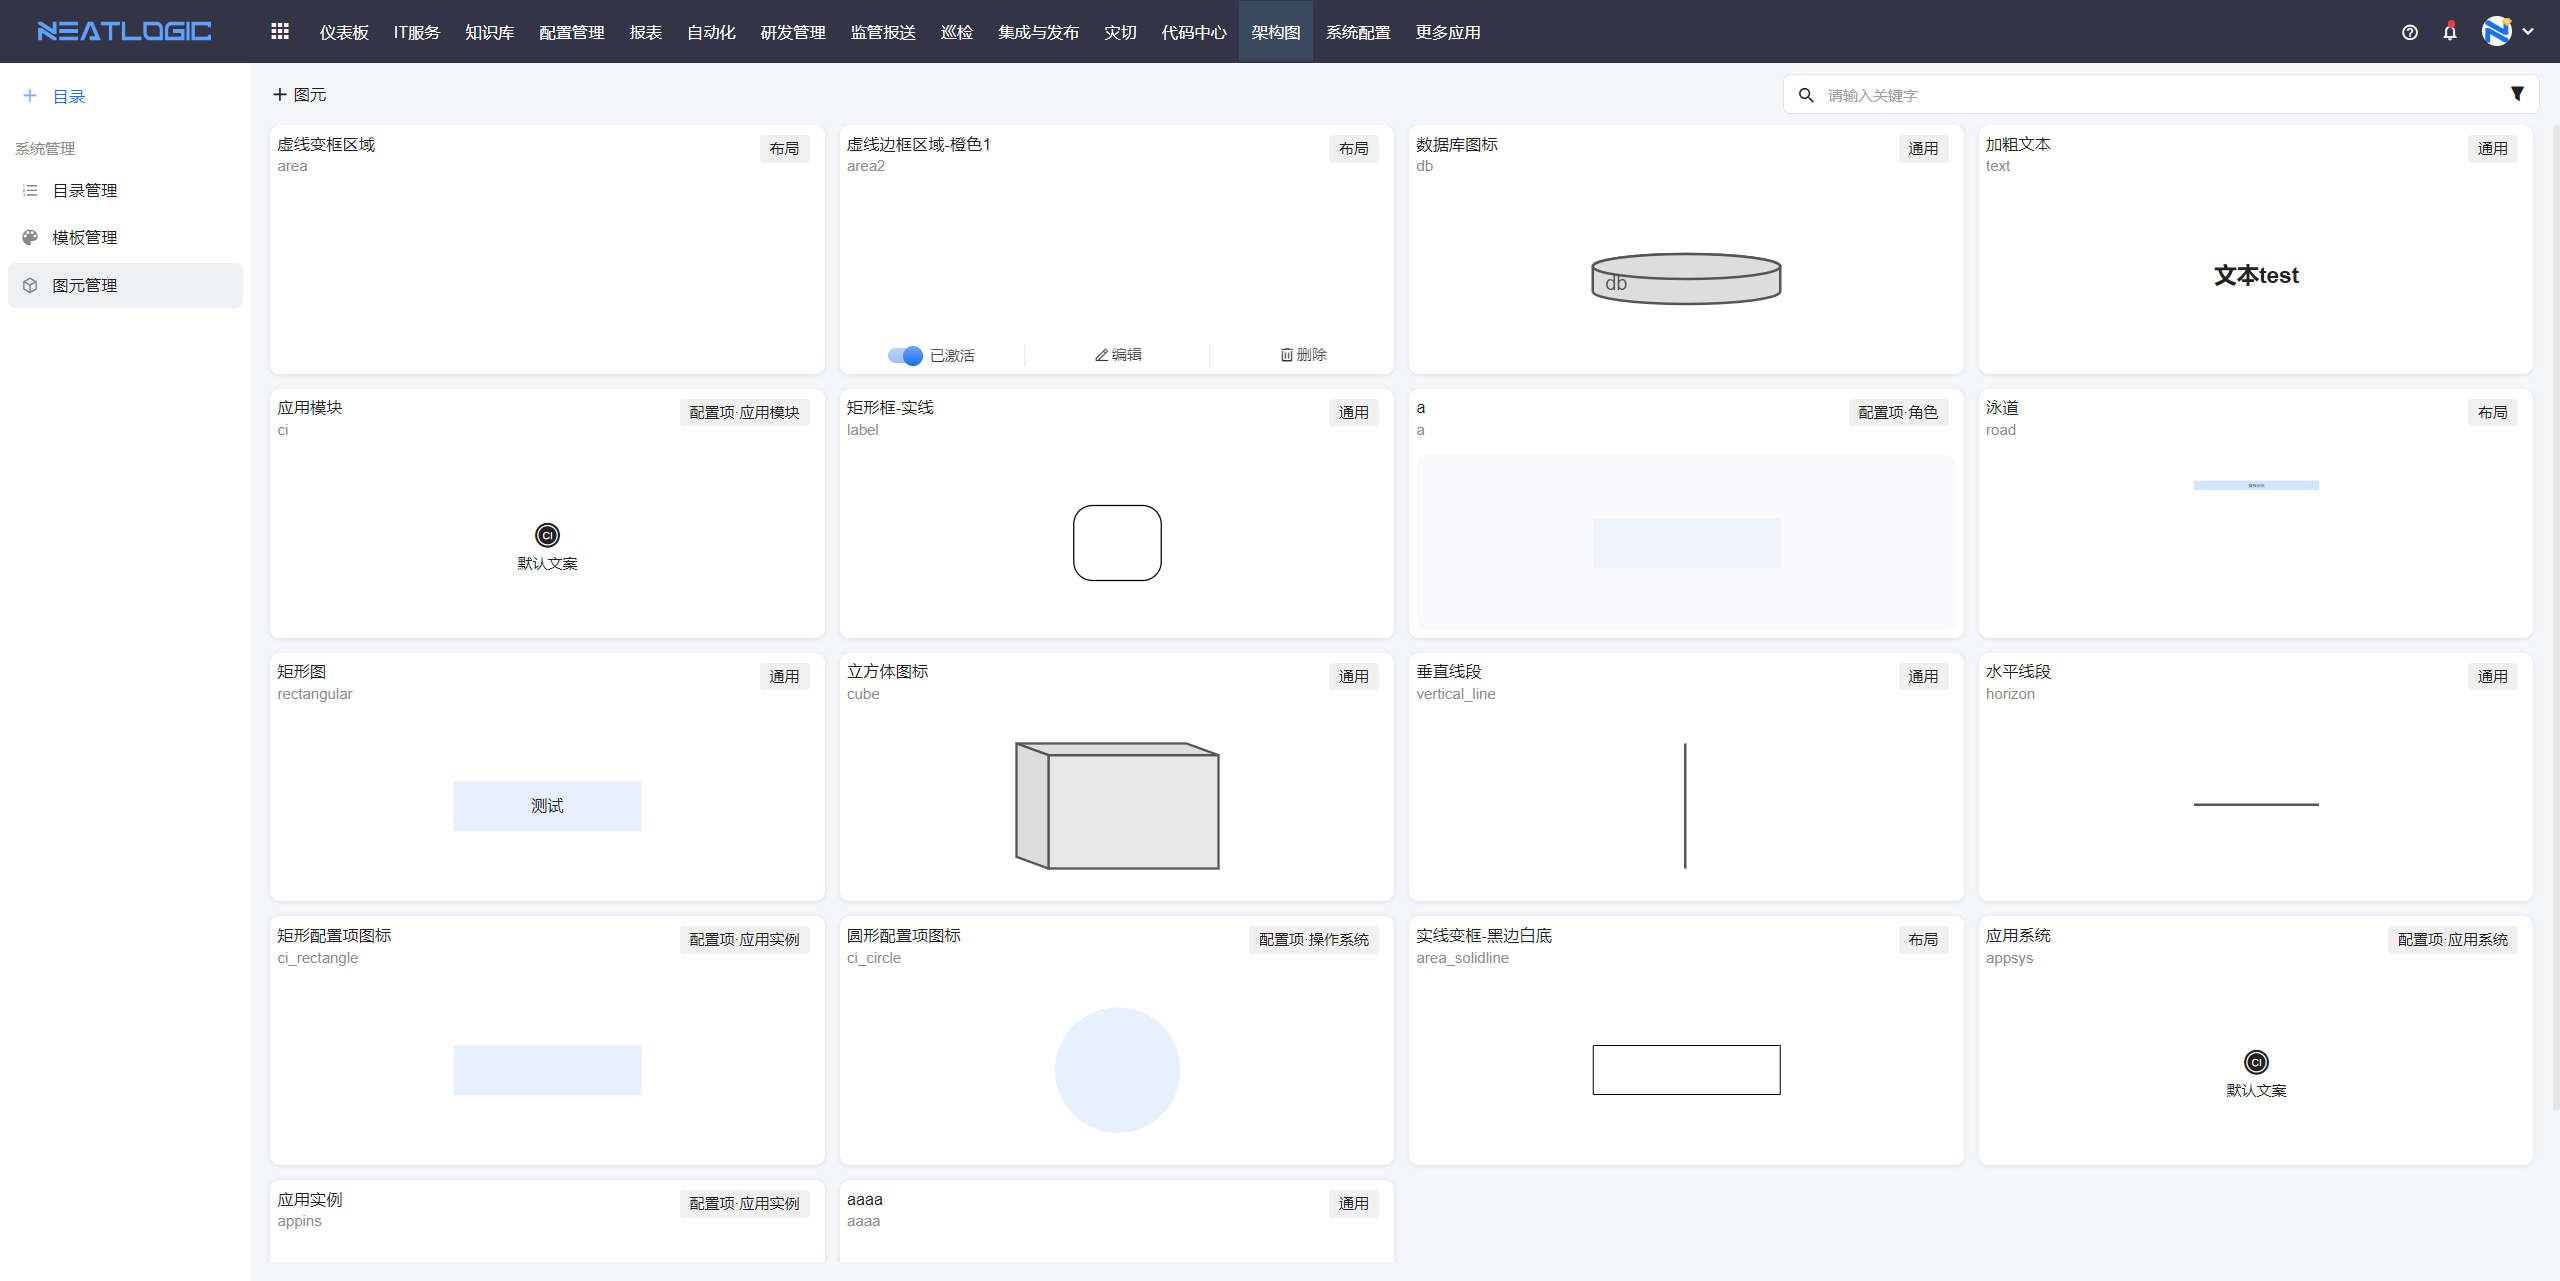 NEATLOGIC
仪表板 IT服务 知识库 配置管理 报表 自动化 研发管理 监管报送 巡检 集成与发布 灾切 代码中心 架构图 系统配置 更多应用
目录
系统管理
目录管理
模板管理
图元管理
图元
请输入关键字
虚线变框区域 布局
area
虚线边框区域-橙色1 布局
area2
已激活 编辑 删除
数据库图标 通用
db
db
加粗文本 通用
text
文本test
应用模块 配置项·应用模块
ci
CI
默认文案
矩形框-实线 通用
label
a 配置项·角色
a
泳道 布局
road
矩形图 通用
rectangular
测试
立方体图标 通用
cube
垂直线段 通用
vertical_line
水平线段 通用
horizon
矩形配置项图标 配置项·应用实例
ci_rectangle
圆形配置项图标 配置项·操作系统
ci_circle
实线变框-黑边白底 布局
area_solidline
应用系统 配置项·应用系统
appsys
CI
默认文案
应用实例 配置项·应用实例
appins
aaaa 通用
aaaa